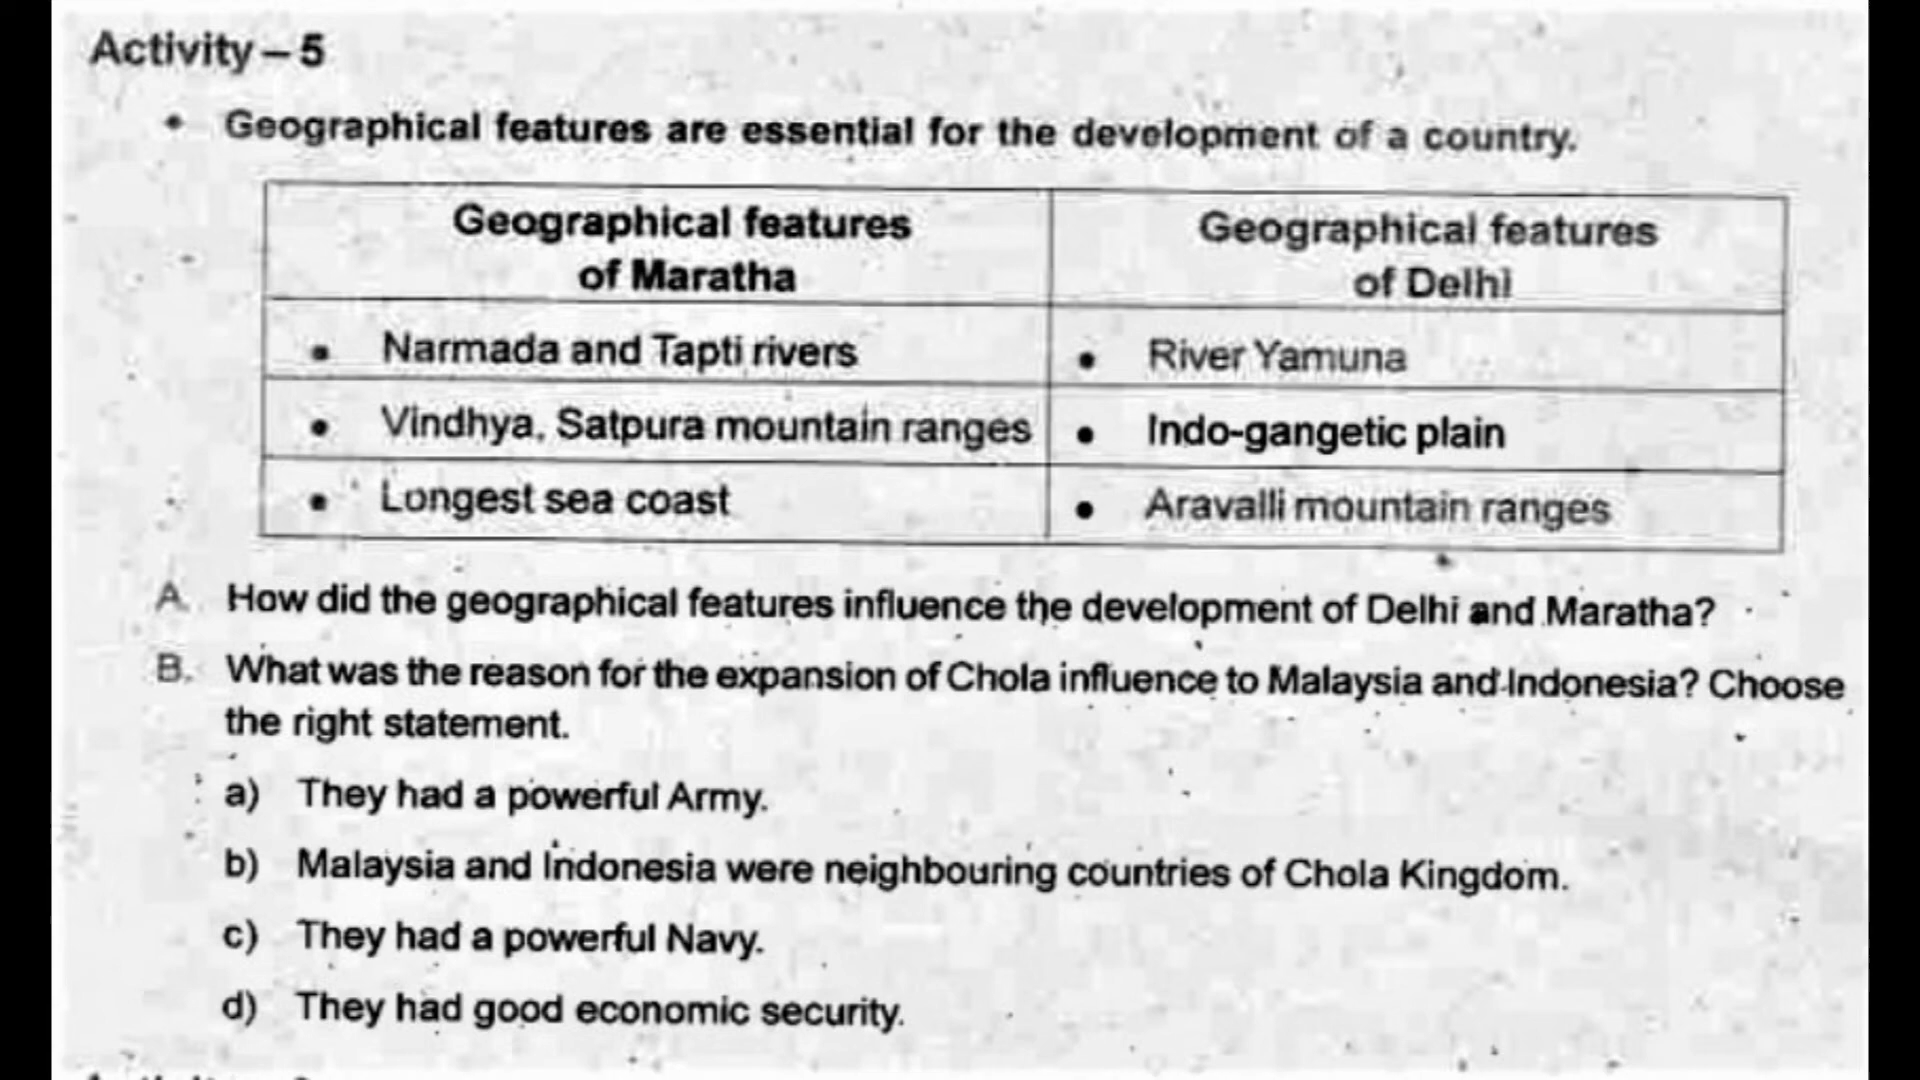 Activity – 5
• Geographical features are essential for the development of a country.
Geographical features of Maratha
Geographical features of Delhi
• Narmada and Tapti rivers
• River Yamuna
• Vindhya, Satpura mountain ranges
• Indo-gangetic plain
• Longest sea coast
• Aravalli mountain ranges
A. How did the geographical features influence the development of Delhi and Maratha?
B. What was the reason for the expansion of Chola influence to Malaysia and Indonesia? Choose
the right statement.
a) They had a powerful Army.
b) Malaysia and Indonesia were neighbouring countries of Chola Kingdom.
c) They had a powerful Navy.
d) They had good economic security.